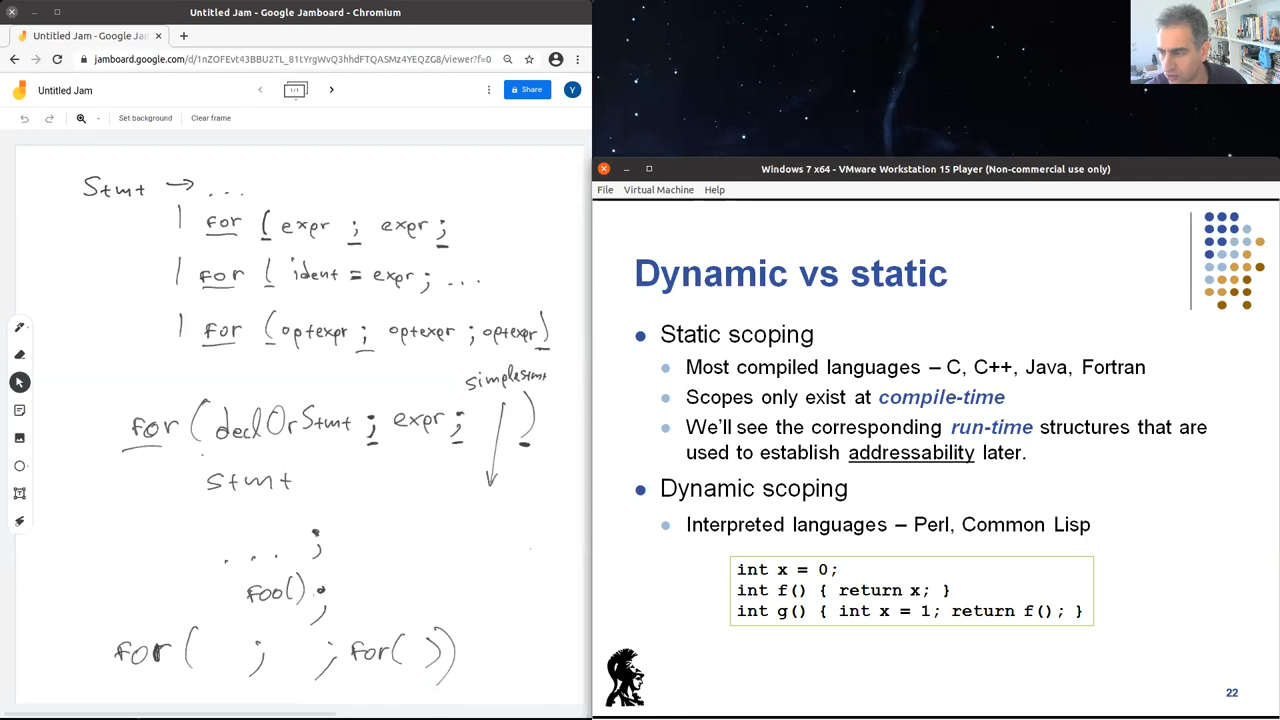 Untitled Jam - Google Jamboard - Chromium
Untitled Jam - Google Ja
jamboard.google.com/d/1nZOFEvt43BBU2TL_81tYrgWvQ3hhdFTQASMz4YEQZG8/viewer?f=0
Untitled Jam
1/1
Share
Y
Set background
Clear frame
Stmt → ...
| for ( expr ; expr ;
| for ( ident = expr ; ...
| for ( optexpr ; optexpr ; optexpr )
simplestmt
for ( declOrStmt ; expr ; )
stmt
... ;
foo() ;
for ( ; ; for ( ) )
Windows 7 x64 - VMware Workstation 15 Player (Non-commercial use only)
File Virtual Machine Help
Dynamic vs static
Static scoping
Most compiled languages – C, C++, Java, Fortran
Scopes only exist at compile-time
We'll see the corresponding run-time structures that are
used to establish addressability later.
Dynamic scoping
Interpreted languages – Perl, Common Lisp
int x = 0;
int f() { return x; }
int g() { int x = 1; return f(); }
22